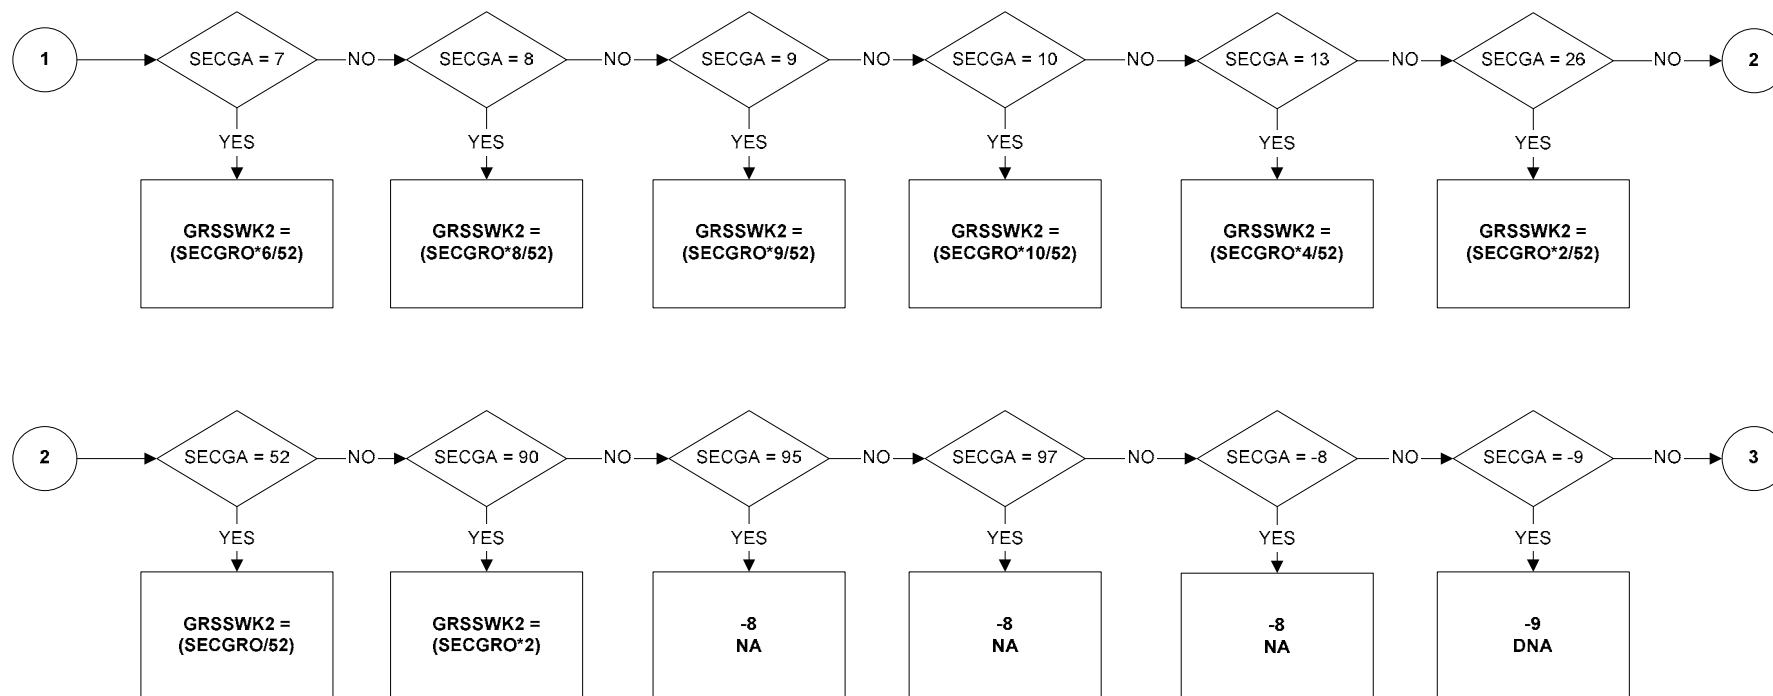 1
SECGA = 7
NO
SECGA = 8
NO
SECGA = 9
NO
SECGA = 10
NO
SECGA = 13
NO
SECGA = 26
NO
2
YES
YES
YES
YES
YES
YES
GRSSWK2 =
(SECGRO*6/52)
GRSSWK2 =
(SECGRO*8/52)
GRSSWK2 =
(SECGRO*9/52)
GRSSWK2 =
(SECGRO*10/52)
GRSSWK2 =
(SECGRO*4/52)
GRSSWK2 =
(SECGRO*2/52)
2
SECGA = 52
NO
SECGA = 90
NO
SECGA = 95
NO
SECGA = 97
NO
SECGA = -8
NO
SECGA = -9
NO
3
YES
YES
YES
YES
YES
YES
GRSSWK2 =
(SECGRO/52)
GRSSWK2 =
(SECGRO*2)
-8
NA
-8
NA
-8
NA
-9
DNA